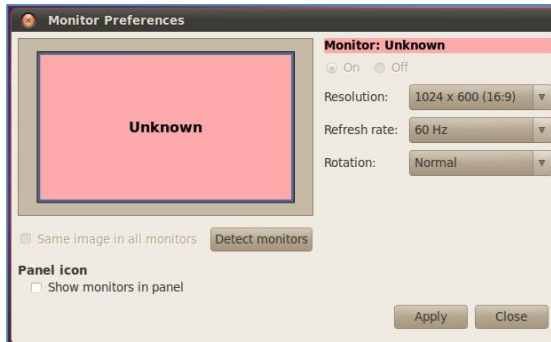 Monitor Preferences
Monitor: Unknown
On Off
Unknown
Resolution: 1024 x 600 (16:9)
Refresh rate: 60 Hz
Rotation: Normal
Same image in all monitors Detect monitors
Panel icon
Show monitors in panel
Apply Close